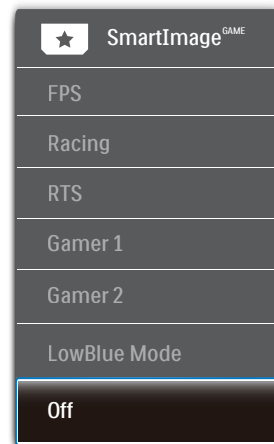 SmartImage GAME
FPS
Racing
RTS
Gamer 1
Gamer 2
LowBlue Mode
Off